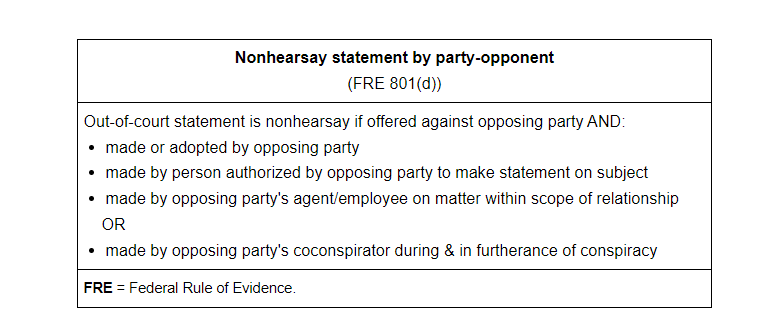 Nonhearsay statement by party-opponent
(FRE 801(d))
Out-of-court statement is nonhearsay if offered against opposing party AND:
• made or adopted by opposing party
• made by person authorized by opposing party to make statement on subject
• made by opposing party's agent/employee on matter within scope of relationship
OR
• made by opposing party's coconspirator during & in furtherance of conspiracy
FRE = Federal Rule of Evidence.